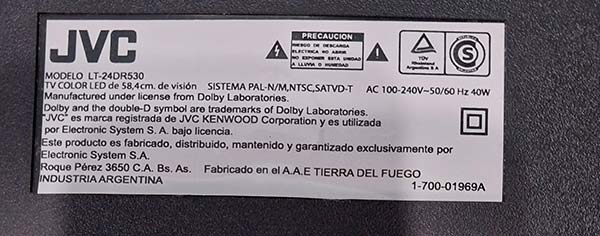 JVC
PRECAUCION
RIESGO DE DESCARGA
ELECTRICA NO ABRIR
NO EXPONER ESTA UNIDAD
A LLUVIA O HUMEDAD
TÜV
Rheinland
Argentina S.A
S
MODELO LT-24DR530
TV COLOR LED de 58,4cm. de visión SISTEMA PAL-N/M,NTSC,SATVD-T AC 100-240V~50/60 Hz 40W
Manufactured under license from Dolby Laboratories.
Dolby and the double-D symbol are trademarks of Dolby Laboratories.
"JVC" es marca registrada de JVC KENWOOD Corporation y es utilizada
por Electronic System S. A. bajo licencia.
Este producto es fabricado, distribuido, mantenido y garantizado exclusivamente por
Electronic System S.A.
Roque Pérez 3650 C.A. Bs. As. Fabricado en el A.A.E TIERRA DEL FUEGO
INDUSTRIA ARGENTINA 1-700-01969A